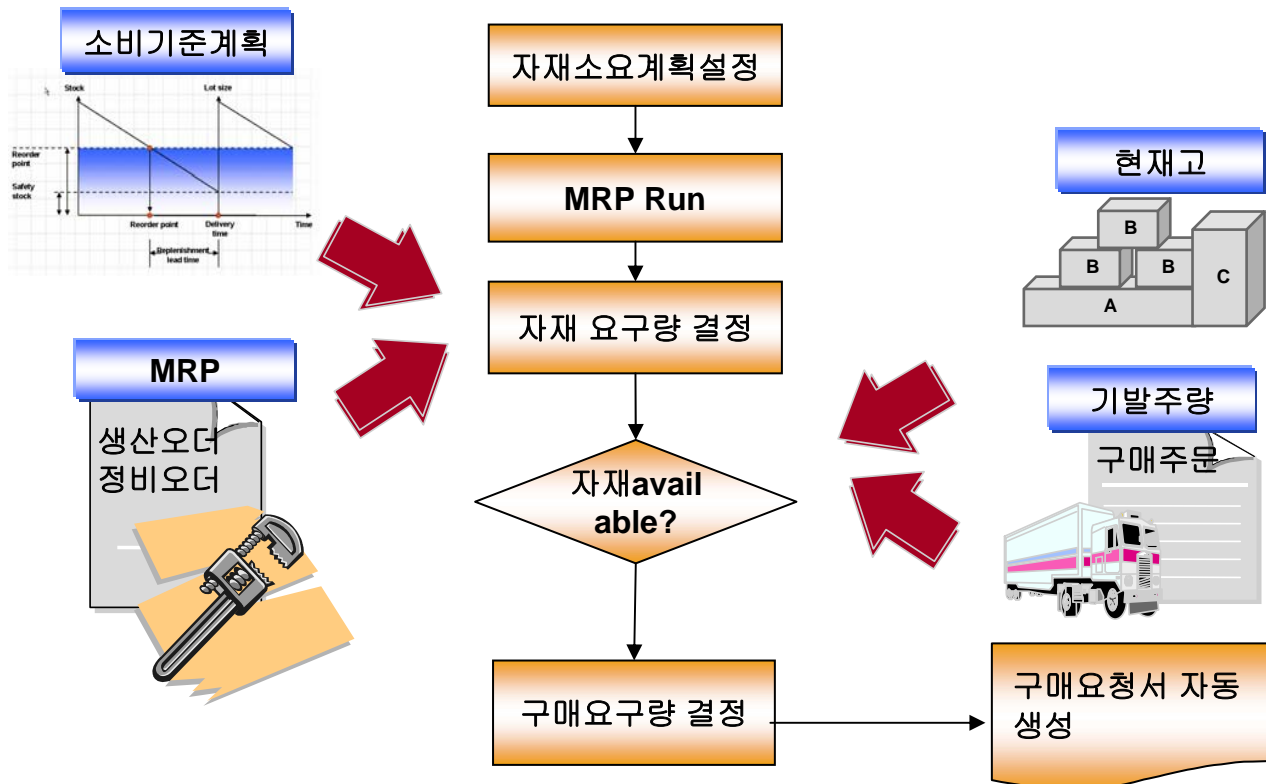 소비기준계획
Stock
Lot size
Reorder
point
Safety
stock
Reorder point
Delivery
time
Time
Replenishment
lead time
MRP
생산오더
정비오더
자재소요계획설정
MRP Run
자재 요구량 결정
자재avail
able?
구매요구량 결정
현재고
B
B
B
C
A
기발주량
구매주문
구매요청서 자동
생성